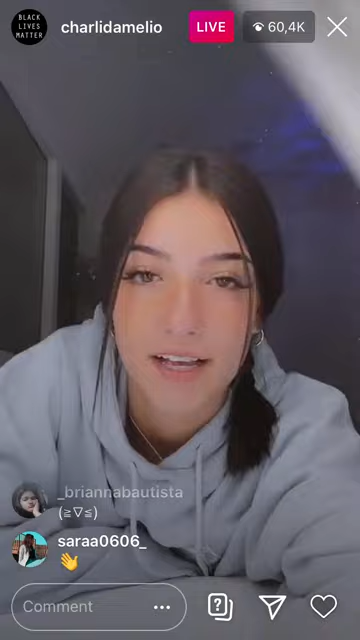 BLACK
LIVES
MATTER
charlidamelio
LIVE
60,4K
_briannabautista
(≧∇≦)
saraa0606_
👋
Comment